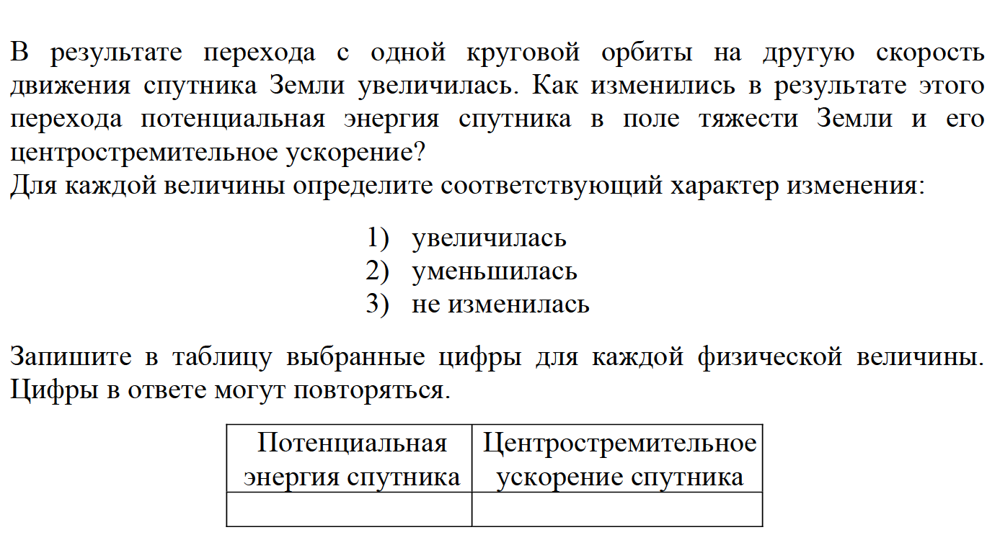 В результате перехода с одной круговой орбиты на другую скорость
движения спутника Земли увеличилась. Как изменились в результате этого
перехода потенциальная энергия спутника в поле тяжести Земли и его
центростремительное ускорение?
Для каждой величины определите соответствующий характер изменения:
1) увеличилась
2) уменьшилась
3) не изменилась
Запишите в таблицу выбранные цифры для каждой физической величины.
Цифры в ответе могут повторяться.
Потенциальная
энергия спутника
Центростремительное
ускорение спутника